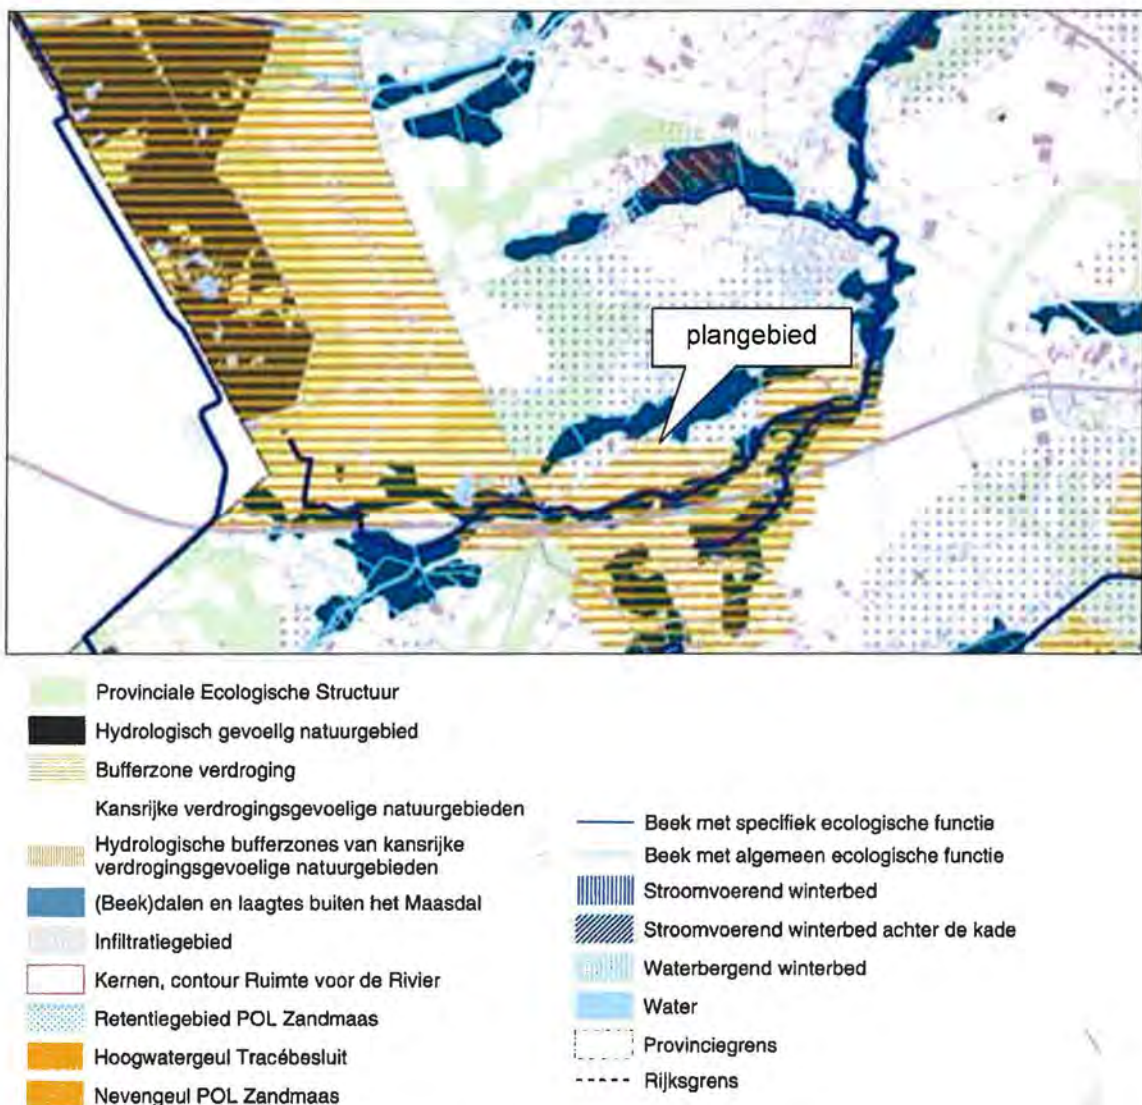 plangebied
Provinciale Ecologische Structuur
Hydrologisch gevoelig natuurgebied
Bufferzone verdroging
Kansrijke verdrogingsgevoelige natuurgebieden
Hydrologische bufferzones van kansrijke
verdrogingsgevoelige natuurgebieden
(Beek)dalen en laagtes buiten het Maasdal
Infiltratiegebied
Kernen, contour Ruimte voor de Rivier
Retentiegebied POL Zandmaas
Hoogwatergeul Tracébesluit
Nevengeul POL Zandmaas
Beek met specifiek ecologische functie
Beek met algemeen ecologische functie
Stroomvoerend winterbed
Stroomvoerend winterbed achter de kade
Waterbergend winterbed
Water
Provinciegrens
Rijksgrens